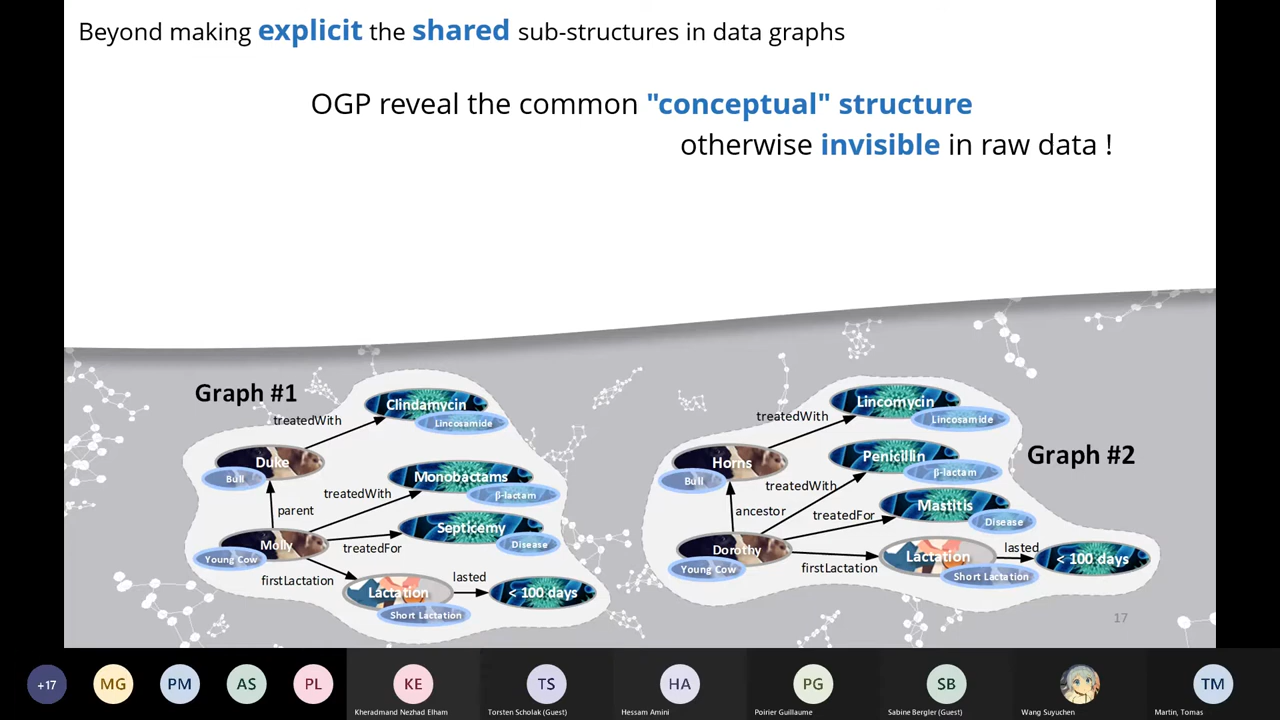 Beyond making explicit the shared sub-structures in data graphs
OGP reveal the common "conceptual" structure
otherwise invisible in raw data !
Graph #1
Clindamycin
Lincosamide
treatedWith
Duke
Bull
Monobactams
β-lactam
treatedWith
parent
Septicemy
Disease
treatedFor
Molly
Young Cow
firstLactation
Lactation
Short Lactation
lasted
< 100 days
Graph #2
Lincomycin
Lincosamide
treatedWith
Horns
Bull
Penicillin
β-lactam
treatedWith
ancestor
Mastitis
Disease
treatedFor
Dorothy
Young Cow
firstLactation
Lactation
Short Lactation
lasted
< 100 days
17
+17
MG
PM
AS
PL
KE
Kheradmand Nezhad Elham
TS
Torsten Scholak (Guest)
HA
Hessam Amini
PG
Poirier Guillaume
SB
Sabine Bergler (Guest)
Wang Suyuchen
TM
Martin, Tomas